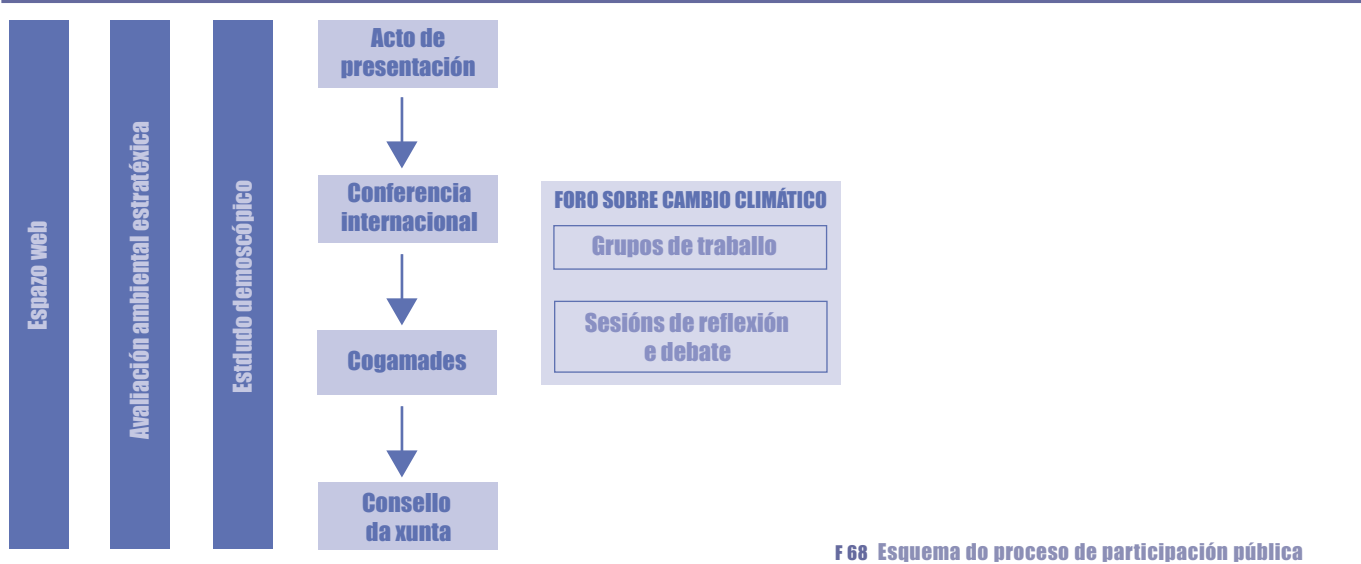 Espazo web
Avaliación ambiental estratéxica
Estdudo demoscópico
Acto de
presentación
Conferencia
internacional
Cogamades
Consello
da xunta
FORO SOBRE CAMBIO CLIMÁTICO
Grupos de traballo
Sesións de reflexión
e debate
F 68 Esquema do proceso de participación pública